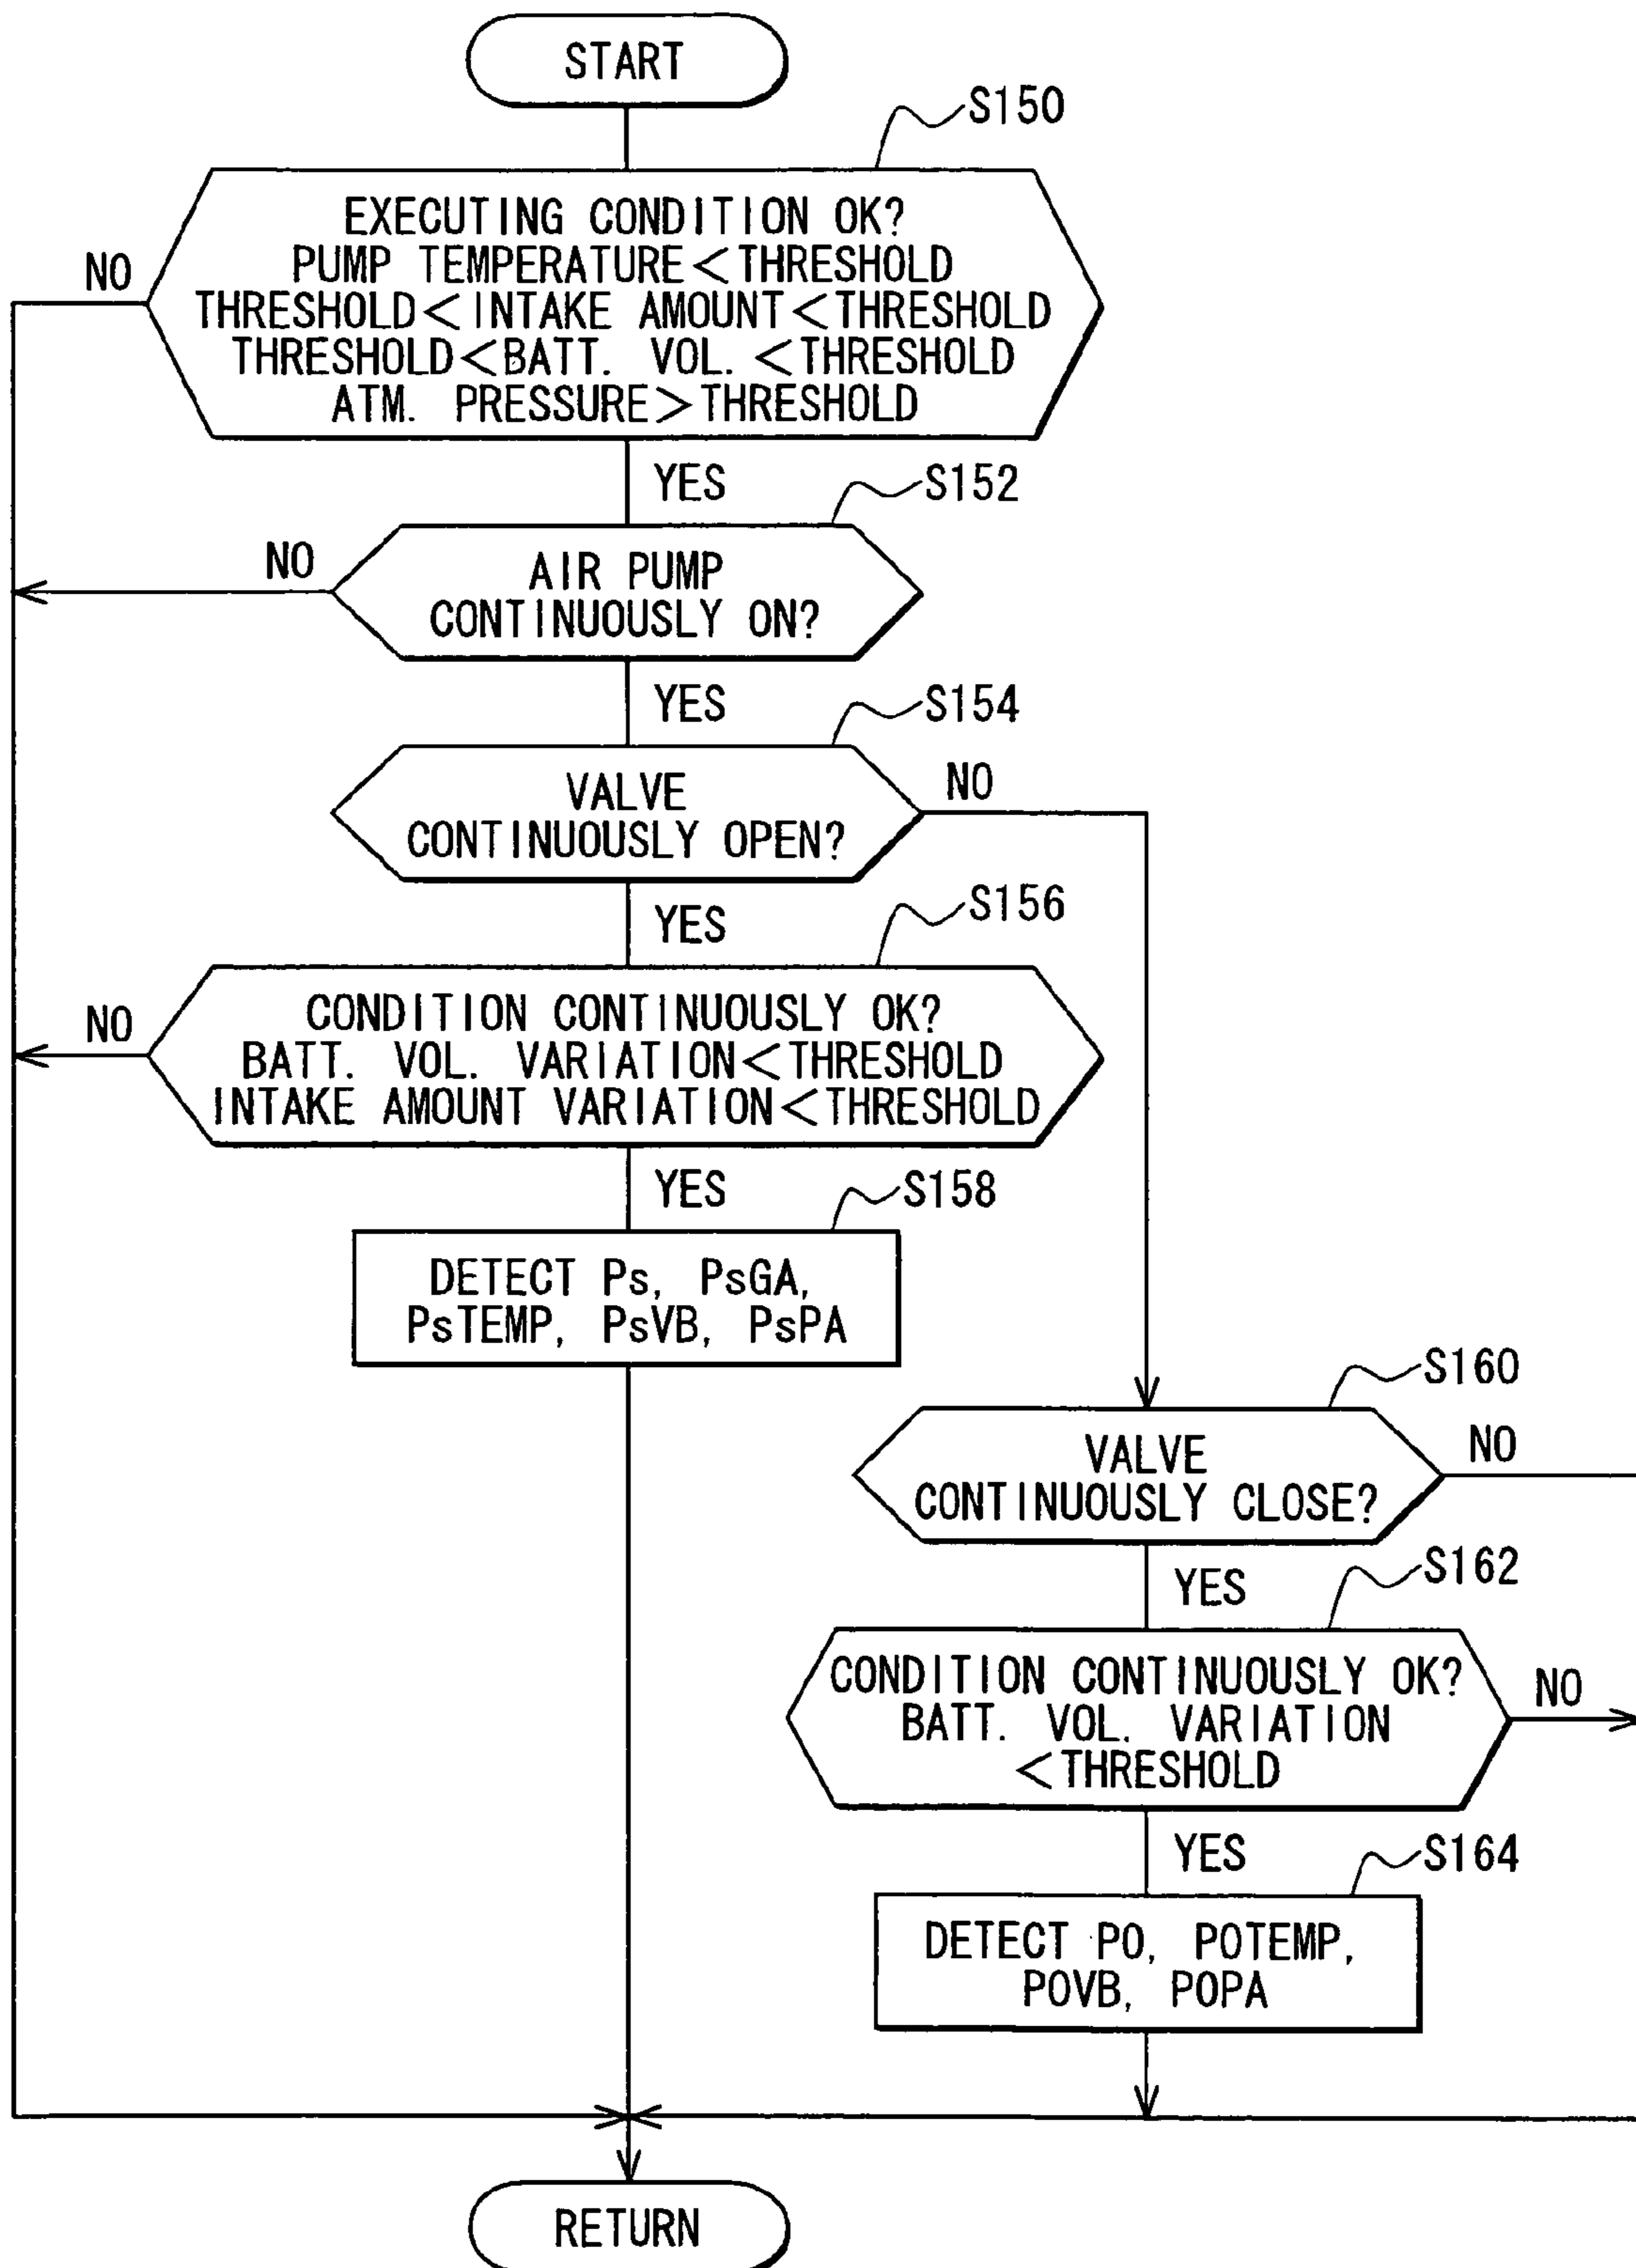 START
S150
EXECUTING CONDITION OK?
PUMP TEMPERATURE<THRESHOLD
THRESHOLD<INTAKE AMOUNT<THRESHOLD
THRESHOLD<BATT. VOL. <THRESHOLD
ATM. PRESSURE>THRESHOLD
NO
YES
S152
AIR PUMP
CONTINUOUSLY ON?
NO
YES
S154
VALVE
CONTINUOUSLY OPEN?
NO
YES
S156
CONDITION CONTINUOUSLY OK?
BATT. VOL. VARIATION<THRESHOLD
INTAKE AMOUNT VARIATION<THRESHOLD
NO
YES
S158
DETECT Ps, PsGA,
PsTEMP, PsVB, PsPA
S160
VALVE
CONTINUOUSLY CLOSE?
NO
YES
S162
CONDITION CONTINUOUSLY OK?
BATT. VOL. VARIATION
<THRESHOLD
NO
YES
S164
DETECT P0, P0TEMP,
P0VB, P0PA
RETURN